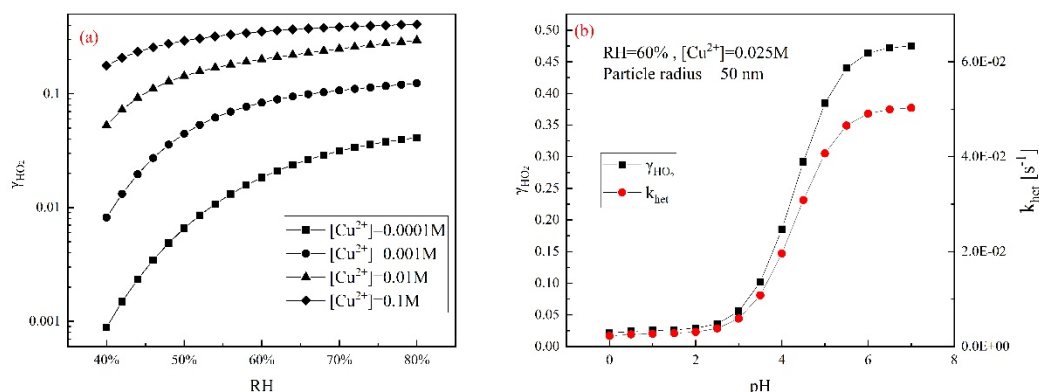 (a)
γHO2
0.1
0.01
0.001
40%
50%
60%
70%
80%
RH
[Cu2+]=0.0001M
[Cu2+] 0.001M
[Cu2+]=0.01M
[Cu2+]=0.1M
(b)
RH=60% , [Cu2+]=0.025M
Particle radius 50 nm
γHO2
khet
γHO2
0.50
0.45
0.40
0.35
0.30
0.25
0.20
0.15
0.10
0.05
0.00
0
2
4
6
8
pH
6.0E-02
4.0E-02
2.0E-02
0.0E+00
khet [s-1]